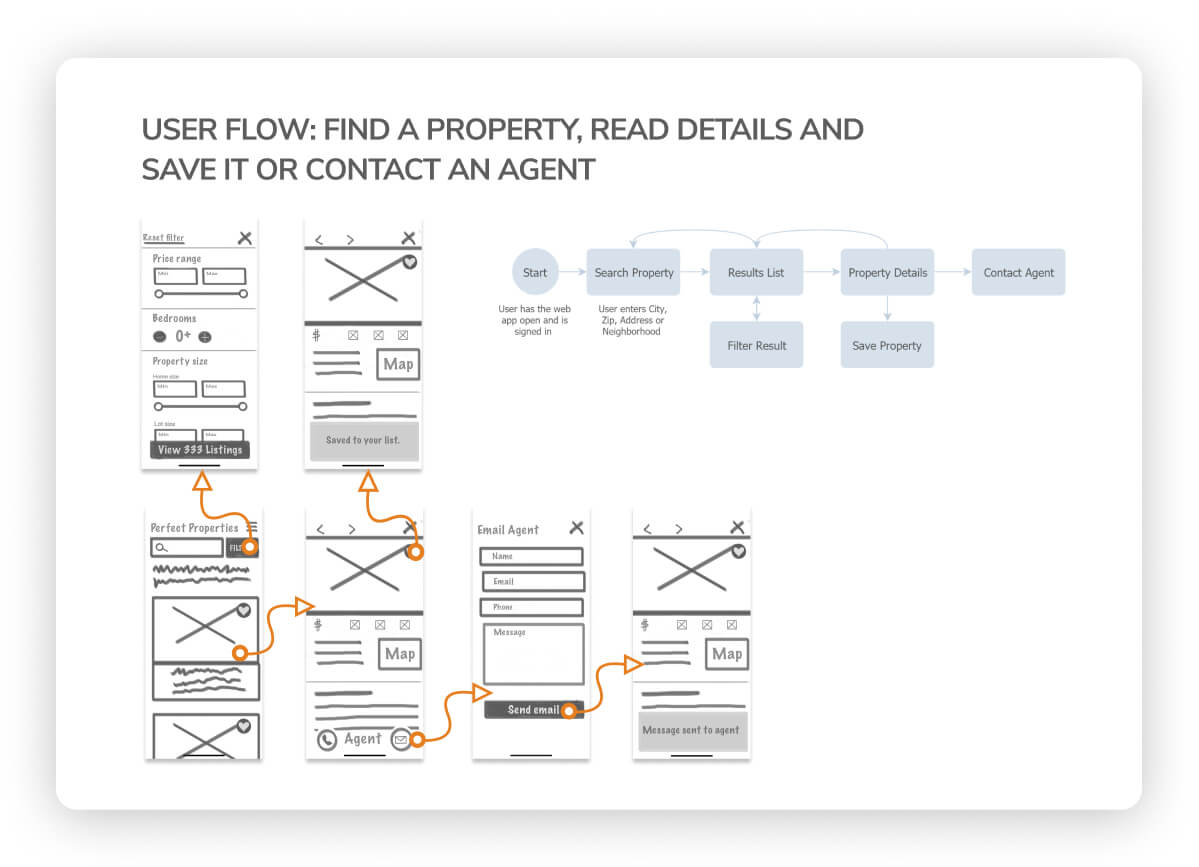 USER FLOW: FIND A PROPERTY, READ DETAILS AND
SAVE IT OR CONTACT AN AGENT
Reset filter
Price range
Min
Max
Bedrooms
0+
Property size
Home size
Min
Max
Lot size
Min
Max
View 333 Listings
$
Map
Saved to your list.
Start
Search Property
Results List
Property Details
Contact Agent
User has the web
app open and is
signed in
User enters City,
Zip, Address or
Neighborhood
Filter Result
Save Property
Perfect Properties
$
Map
Agent
Email Agent
Name
Email
Phone
Message
Send email
$
Map
Message sent to agent